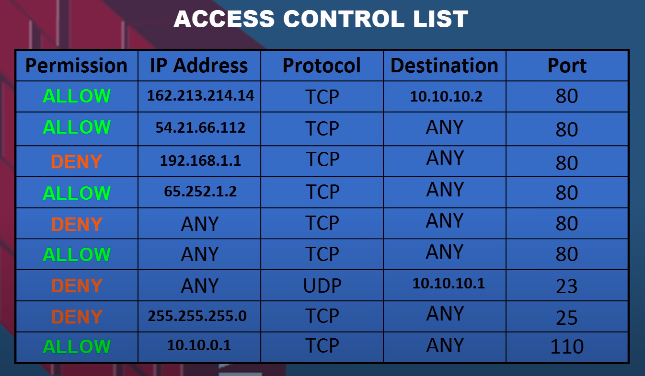 ACCESS CONTROL LIST
Permission IP Address Protocol Destination Port
ALLOW 162.213.214.14 TCP 10.10.10.2 80
ALLOW 54.21.66.112 TCP ANY 80
DENY 192.168.1.1 TCP ANY 80
ALLOW 65.252.1.2 TCP ANY 80
DENY ANY TCP ANY 80
ALLOW ANY TCP ANY 80
DENY ANY UDP 10.10.10.1 23
DENY 255.255.255.0 TCP ANY 25
ALLOW 10.10.0.1 TCP ANY 110